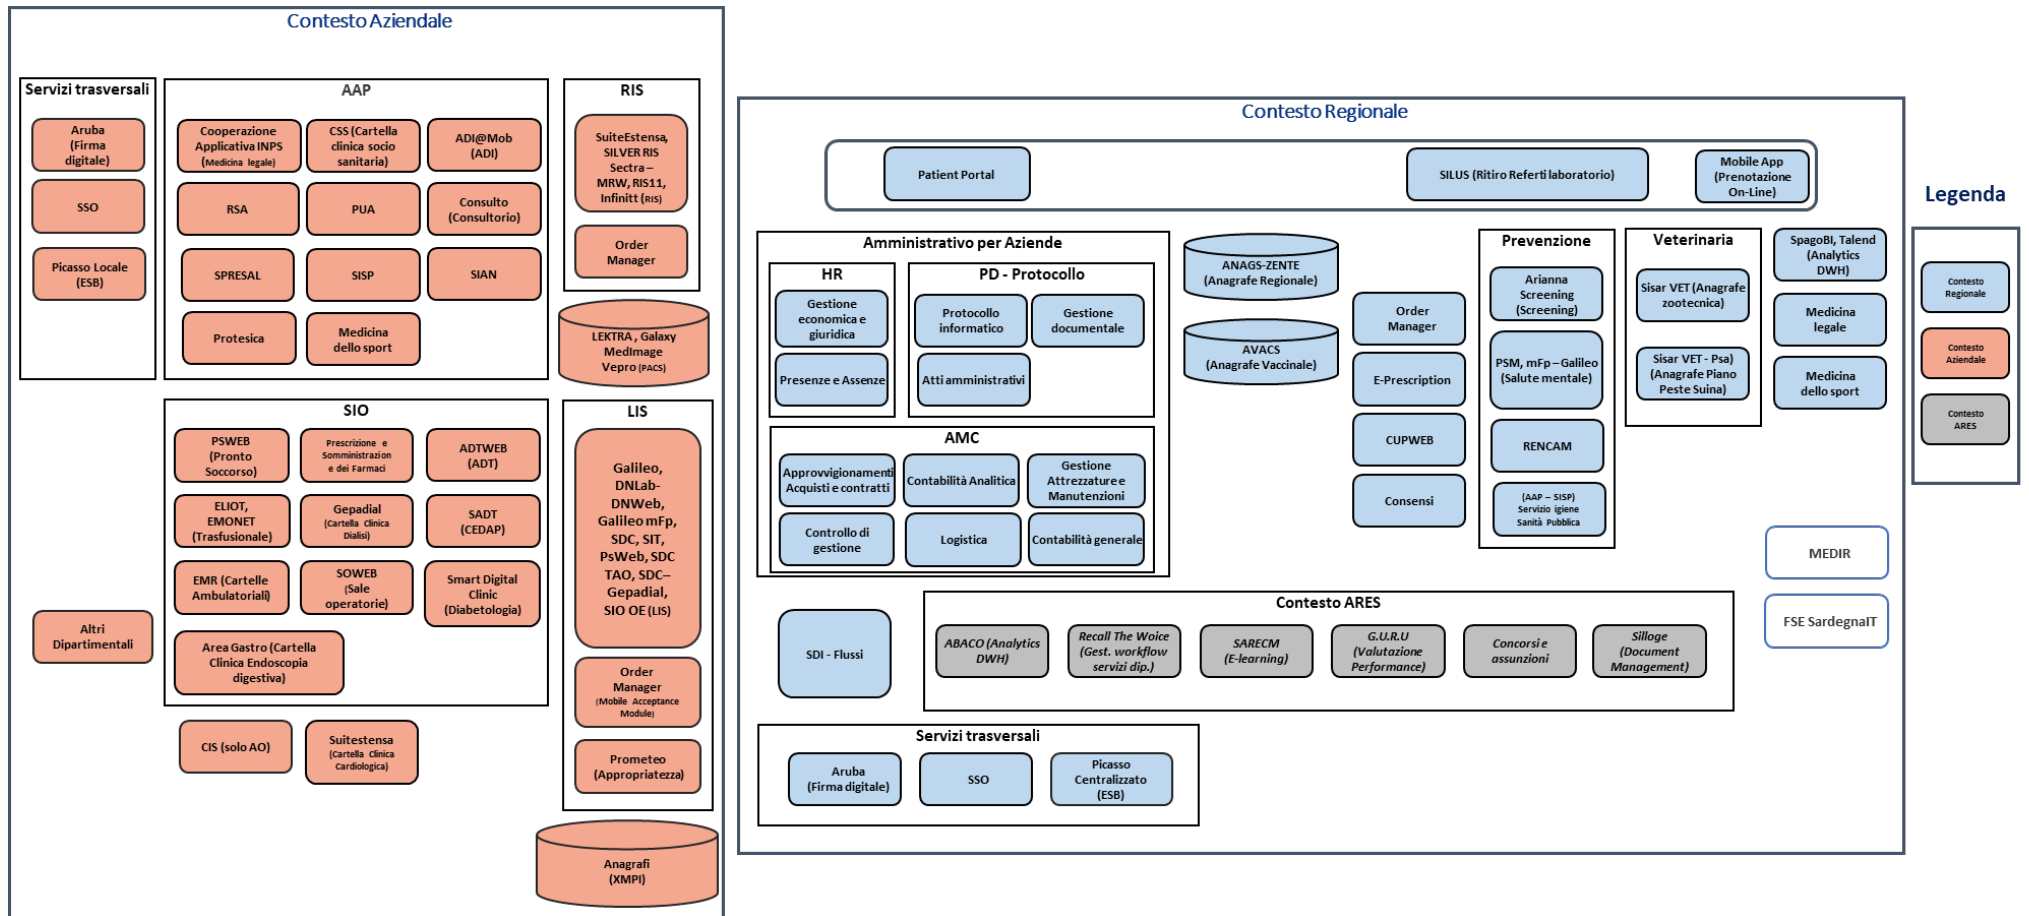 Contesto Aziendale
Servizi trasversali
Aruba
(Firma
digitale)
SSO
Picasso Locale
(ESB)
AAP
Cooperazione
Applicativa INPS
(Medicina legale)
CSS (Cartella
clinica socio
sanitaria)
ADI@Mob
(ADI)
RSA
PUA
Consulto
(Consultorio)
SPRESAL
SISP
SIAN
Protesica
Medicina
dello sport
RIS
SuiteEstensa,
SILVER RIS
Sectra –
MRW, RIS11,
Infinitt (RIS)
Order
Manager
LEKTRA , Galaxy
MedImage
Vepro (PACS)
SIO
PSWEB
(Pronto
Soccorso)
Prescrizione e
Somministrazion
e dei Farmaci
ADTWEB
(ADT)
ELIOT,
EMONET
(Trasfusionale)
Gepadial
(Cartella Clinica
Dialisi)
SADT
(CEDAP)
EMR (Cartelle
Ambulatoriali)
SOWEB
(Sale
operatorie)
Smart Digital
Clinic
(Diabetologia)
Area Gastro (Cartella
Clinica Endoscopia
digestiva)
Altri
Dipartimentali
CIS (solo AO)
Suitestensa
(Cartella Clinica
Cardiologica)
LIS
Galileo,
DNLab-
DNWeb,
Galileo mFp,
SDC, SIT,
PsWeb, SDC
TAO, SDC–
Gepadial,
SIO OE (LIS)
Order
Manager
(Mobile Acceptance
Module)
Prometeo
(Appropriatezza)
Anagrafi
(XMPI)
Contesto Regionale
Patient Portal
SILUS (Ritiro Referti laboratorio)
Mobile App
(Prenotazione
On-Line)
Amministrativo per Aziende
HR
Gestione
economica e
giuridica
Presenze e Assenze
PD - Protocollo
Protocollo
informatico
Gestione
documentale
Atti amministrativi
AMC
Approvvigionamenti
Acquisti e contratti
Contabilità Analitica
Gestione
Attrezzature e
Manutenzioni
Controllo di
gestione
Logistica
Contabilità generale
ANAGS-ZENTE
(Anagrafe Regionale)
AVACS
(Anagrafe Vaccinale)
Order
Manager
E-Prescription
CUPWEB
Consensi
Prevenzione
Arianna
Screening
(Screening)
PSM, mFp – Galileo
(Salute mentale)
RENCAM
(AAP – SISP)
Servizio igiene
Sanità Pubblica
Veterinaria
Sisar VET (Anagrafe
zootecnica)
Sisar VET - Psa)
(Anagrafe Piano
Peste Suina)
SpagoBI, Talend
(Analytics
DWH)
Medicina
legale
Medicina
dello sport
MEDIR
FSE SardegnaIT
SDI - Flussi
Contesto ARES
ABACO (Analytics
DWH)
Recall The Woice
(Gest. workflow
servizi dip.)
SARECM
(E-learning)
G.U.R.U
(Valutazione
Performance)
Concorsi e
assunzioni
Silloge
(Document
Management)
Servizi trasversali
Aruba
(Firma digitale)
SSO
Picasso
Centralizzato
(ESB)
Legenda
Contesto
Regionale
Contesto
Aziendale
Contesto
ARES